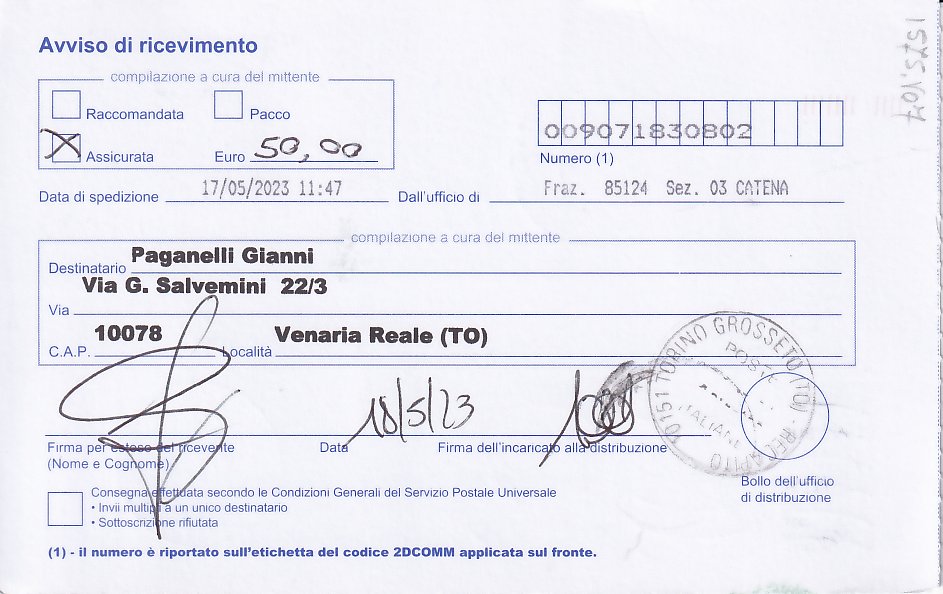 Avviso di ricevimento
compilazione a cura del mittente
Raccomandata Pacco
X Assicurata Euro 50,00
009071830802
Numero (1)
Data di spedizione 17/05/2023 11:47 Dall'ufficio di Fraz. 85124 Sez. 03 CATENA
compilazione a cura del mittente
Destinatario Paganelli Gianni
Via G. Salvemini 22/3
Via
C.A.P. 10078 Località Venaria Reale (TO)
TORINO GROSSETO (TO)
RECAPITO
POSTE
ITALIANE
18/5/23
Firma per esteso del ricevente Data Firma dell'incaricato alla distribuzione
(Nome e Cognome)
Bollo dell'ufficio
di distribuzione
Consegna effettuata secondo le Condizioni Generali del Servizio Postale Universale
• Invii multipli a un unico destinatario
• Sottoscrizione rifiutata
(1) - il numero è riportato sull'etichetta del codice 2DCOMM applicata sul fronte.